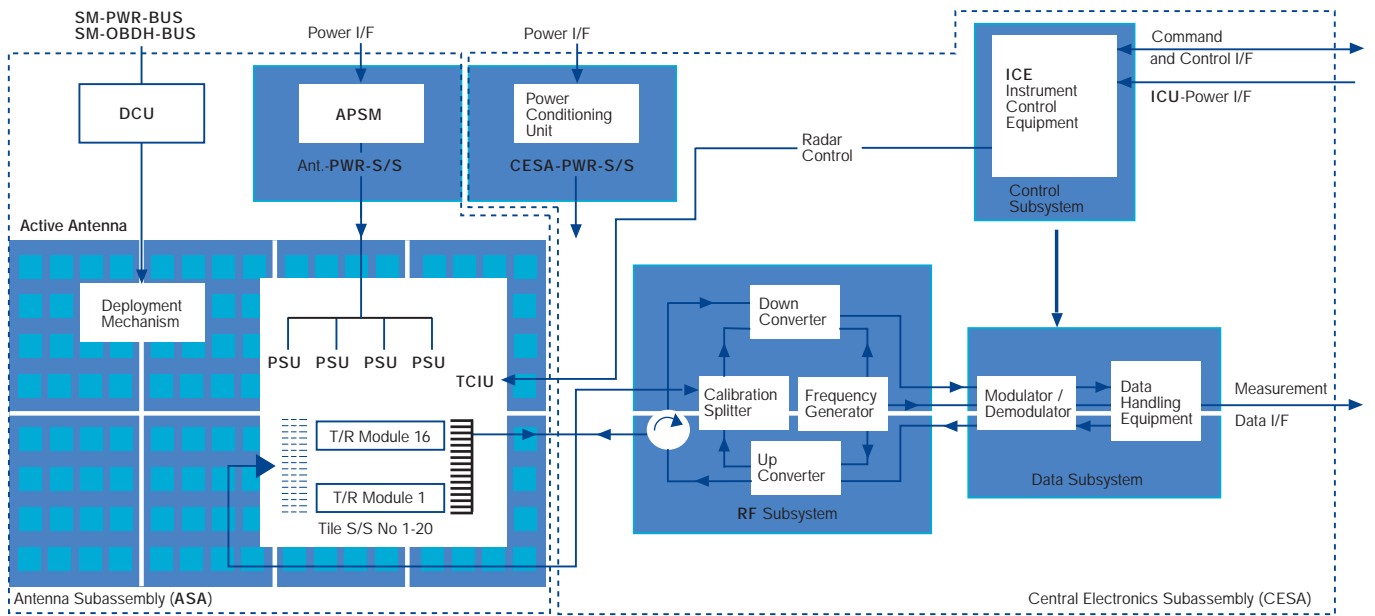 SM-PWR-BUS
SM-OBDH-BUS
Power I/F
Power I/F
DCU
APSM
Ant.-PWR-S/S
Power
Conditioning
Unit
CESA-PWR-S/S
ICE
Instrument
Control
Equipment
Control
Subsystem
Command
and Control I/F
ICU-Power I/F
Radar
Control
Active Antenna
Deployment
Mechanism
PSU PSU PSU PSU
TCIU
T/R Module 16
T/R Module 1
Tile S/S No 1-20
Down
Converter
Calibration
Splitter
Frequency
Generator
Up
Converter
RF Subsystem
Modulator /
Demodulator
Data
Handling
Equipment
Data Subsystem
Measurement
Data I/F
Antenna Subassembly (ASA)
Central Electronics Subassembly (CESA)